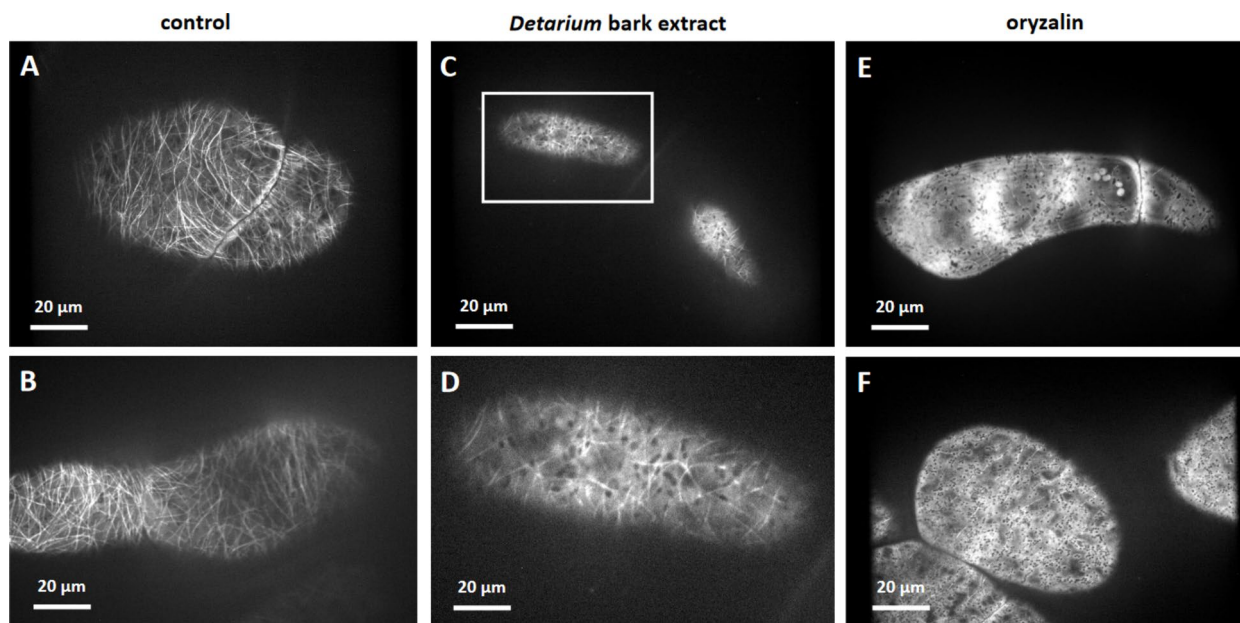 control
Detarium bark extract
oryzalin
A
C
E
20 µm
20 µm
20 µm
B
D
F
20 µm
20 µm
20 µm